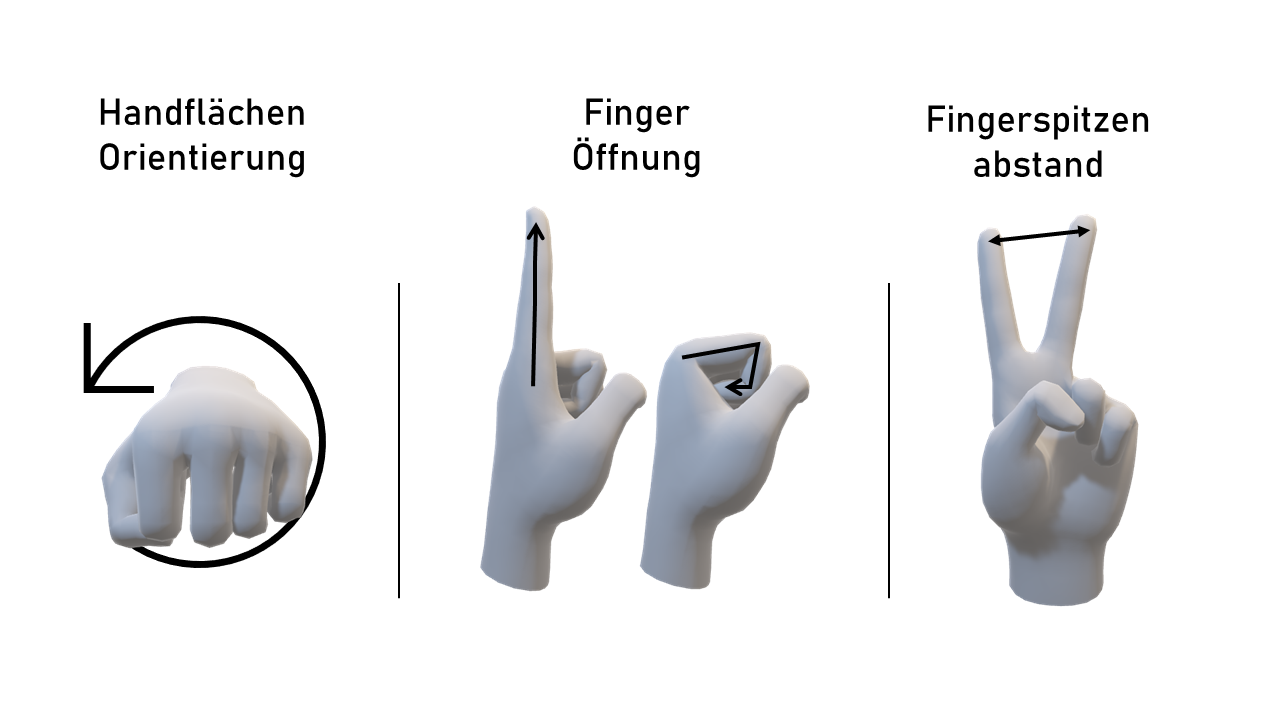 Handflächen
Orientierung
Finger
Öffnung
Fingerspitzen
abstand